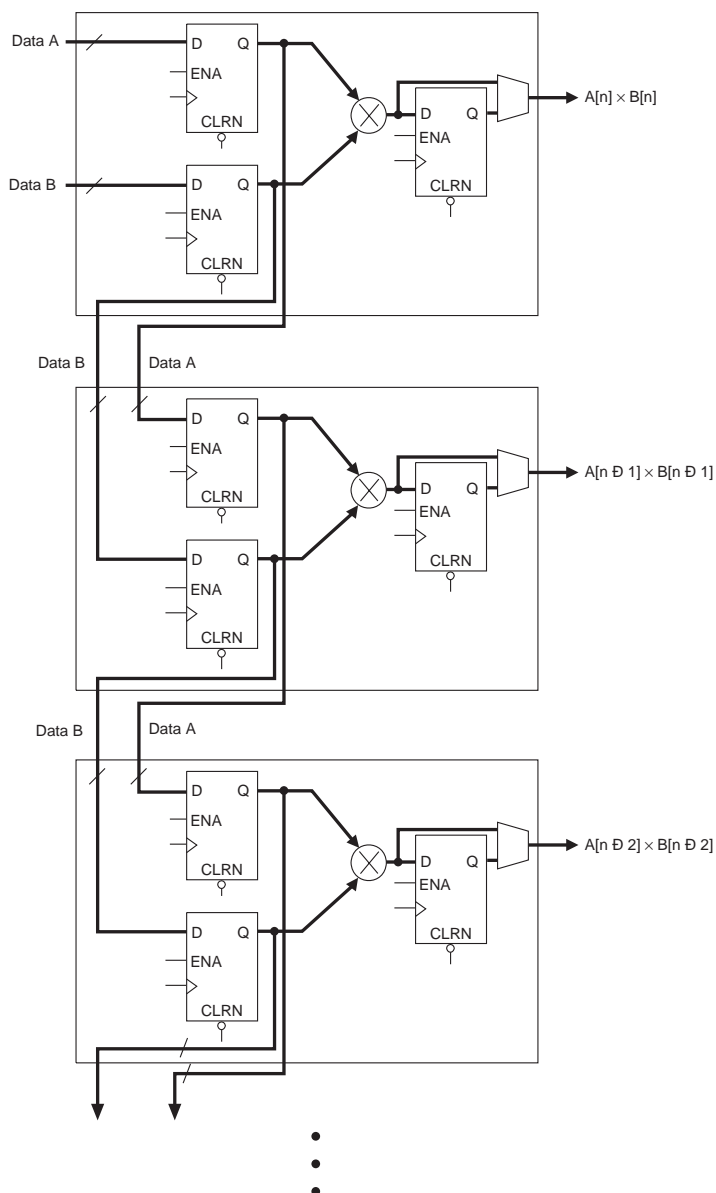 Data A
D Q
ENA
CLRN
Data B
D Q
ENA
CLRN
D Q
ENA
CLRN
A[n] × B[n]
Data B
Data A
D Q
ENA
CLRN
D Q
ENA
CLRN
D Q
ENA
CLRN
A[n Ð 1] × B[n Ð 1]
Data B
Data A
D Q
ENA
CLRN
D Q
ENA
CLRN
D Q
ENA
CLRN
A[n Ð 2] × B[n Ð 2]